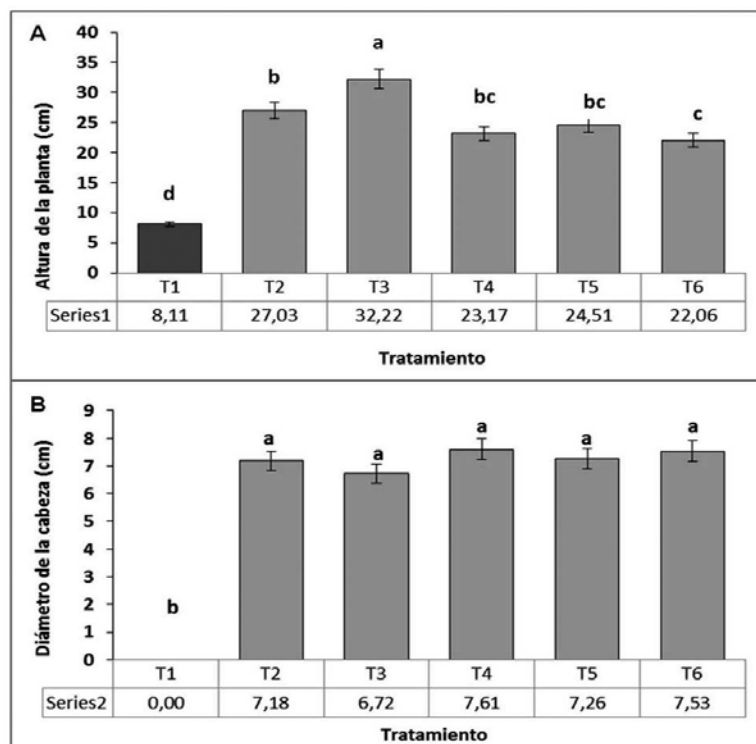 A
Altura de la planta (cm)
40
35
30
25
20
15
10
5
0
d
b
a
bc
bc
c
T1 T2 T3 T4 T5 T6
Series1 8,11 27,03 32,22 23,17 24,51 22,06
Tratamiento
B
Diámetro de la cabeza (cm)
9
8
7
6
5
4
3
2
1
0
b
a
a
a
a
a
T1 T2 T3 T4 T5 T6
Series2 0,00 7,18 6,72 7,61 7,26 7,53
Tratamiento